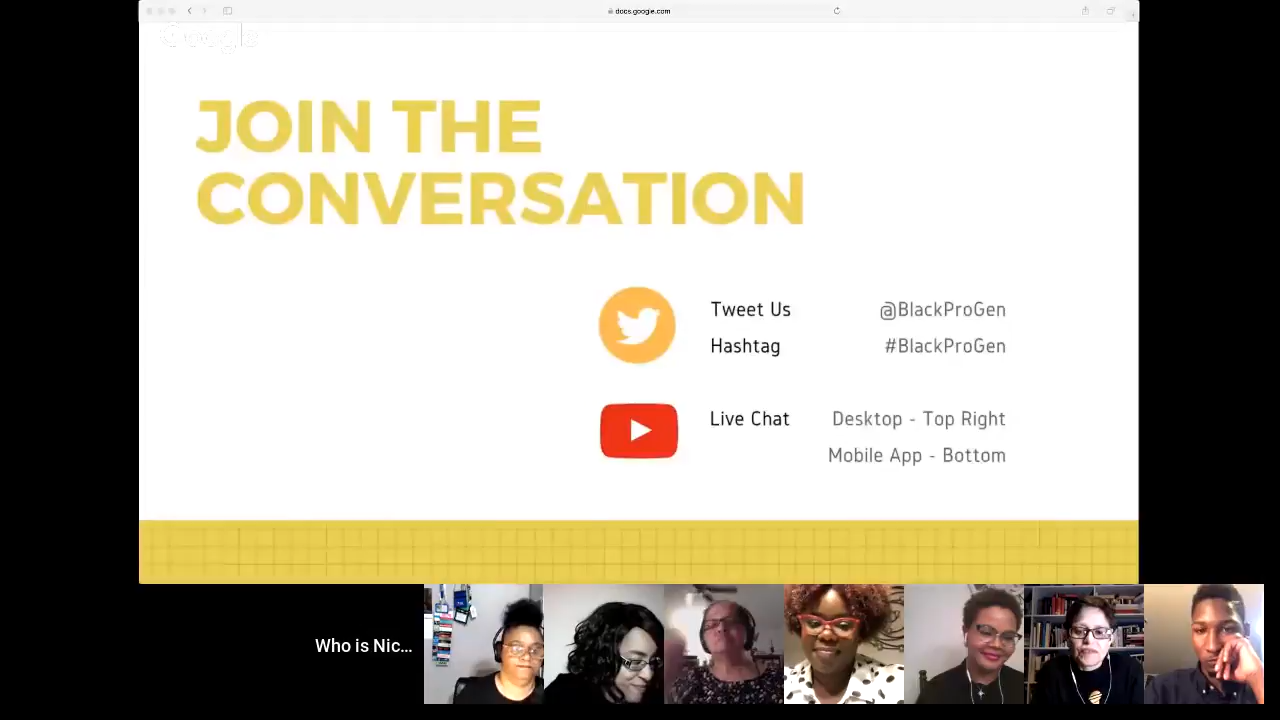 docs.google.com
Google
JOIN THE
CONVERSATION
Tweet Us @BlackProGen
Hashtag #BlackProGen
Live Chat Desktop - Top Right
Mobile App - Bottom
Who is Nic...